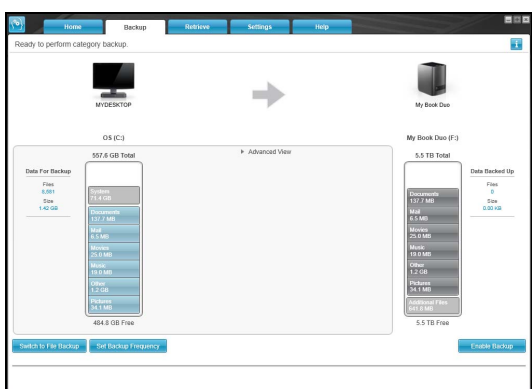 Home Backup Retrieve Settings Help
Ready to perform category backup.
MYDESKTOP
My Book Duo
OS (C:)
My Book Duo (F:)
557.6 GB Total
Advanced View
5.5 TB Total
Data For Backup
Files
8,881
Size
1.42 GB
System
71.4 GB
Documents
137.7 MB
Mail
6.5 MB
Movies
25.0 MB
Music
19.0 MB
Other
1.2 GB
Pictures
34.1 MB
484.8 GB Free
Documents
137.7 MB
Mail
6.5 MB
Movies
25.0 MB
Music
19.0 MB
Other
1.2 GB
Pictures
34.1 MB
Additional Files
5.5 TB Free
Data Backed Up
Files
0
Size
0.00 KB
Switch to File Backup
Set Backup Frequency
Enable Backup